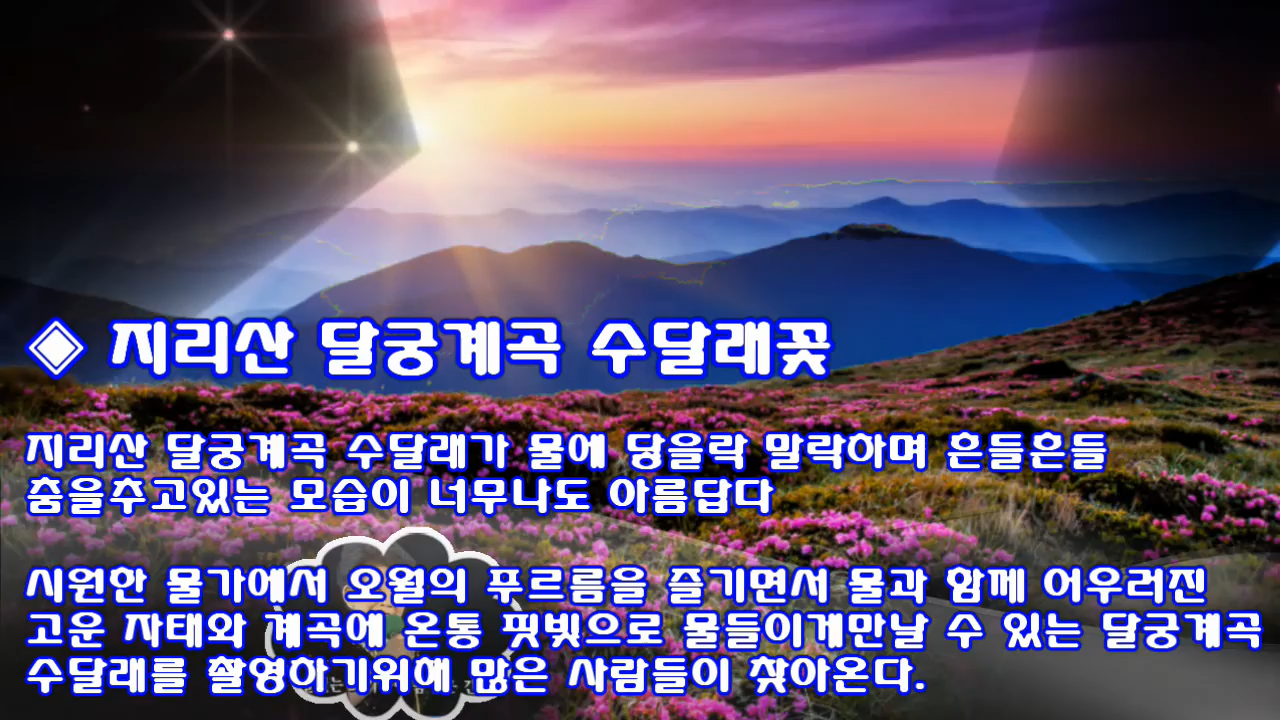 ◈ 지리산 달궁계곡 수달래꽃
지리산 달궁계곡 수달래가 물에 당을락 말락하며 흔들흔들
춤을추고있는 모습이 너무나도 아름답다
시원한 물가에서 오월의 푸르름을 즐기면서 물과 함께 어우러진
고운 자태와 계곡에 온통 핏빛으로 물들이게만날 수 있는 달궁계곡
수달래를 촬영하기위해 많은 사람들이 찾아온다.